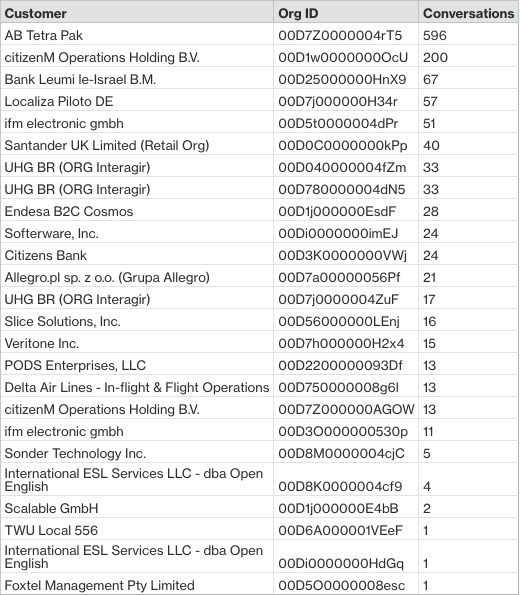 Customer Org ID Conversations
AB Tetra Pak 00D7Z0000004rT5 596
citizenM Operations Holding B.V. 00D1w0000000OcU 200
Bank Leumi le-Israel B.M. 00D25000000HnX9 67
Localiza Piloto DE 00D7j000000H34r 57
ifm electronic gmbh 00D5t0000004dPr 51
Santander UK Limited (Retail Org) 00D0C0000000kPp 40
UHG BR (ORG Interagir) 00D040000004fZm 33
UHG BR (ORG Interagir) 00D780000004dN5 33
Endesa B2C Cosmos 00D1j000000EsdF 28
Softerware, Inc. 00Di0000000imEJ 24
Citizens Bank 00D3K0000000VWj 24
Allegro.pl sp. z o.o. (Grupa Allegro) 00D7a00000056Pf 21
UHG BR (ORG Interagir) 00D7j0000004ZuF 17
Slice Solutions, Inc. 00D56000000LEnj 16
Veritone Inc. 00D7h000000H2x4 15
PODS Enterprises, LLC 00D2200000093Df 13
Delta Air Lines - In-flight & Flight Operations 00D750000008g6l 13
citizenM Operations Holding B.V. 00D7Z000000AGOW 13
ifm electronic gmbh 00D3O000000530p 11
Sonder Technology Inc. 00D8M0000004cjC 5
International ESL Services LLC - dba Open
English 00D8K0000004cf9 4
Scalable GmbH 00D1j000000E4bB 2
TWU Local 556 00D6A000001VEeF 1
International ESL Services LLC - dba Open
English 00Di0000000HdGq 1
Foxtel Management Pty Limited 00D5O0000008esc 1